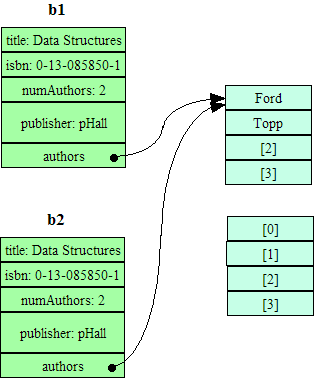 b1
title: Data Structures
isbn: 0-13-085850-1
numAuthors: 2
publisher: pHall
authors
Ford
Topp
[2]
[3]
b2
title: Data Structures
isbn: 0-13-085850-1
numAuthors: 2
publisher: pHall
authors
[0]
[1]
[2]
[3]